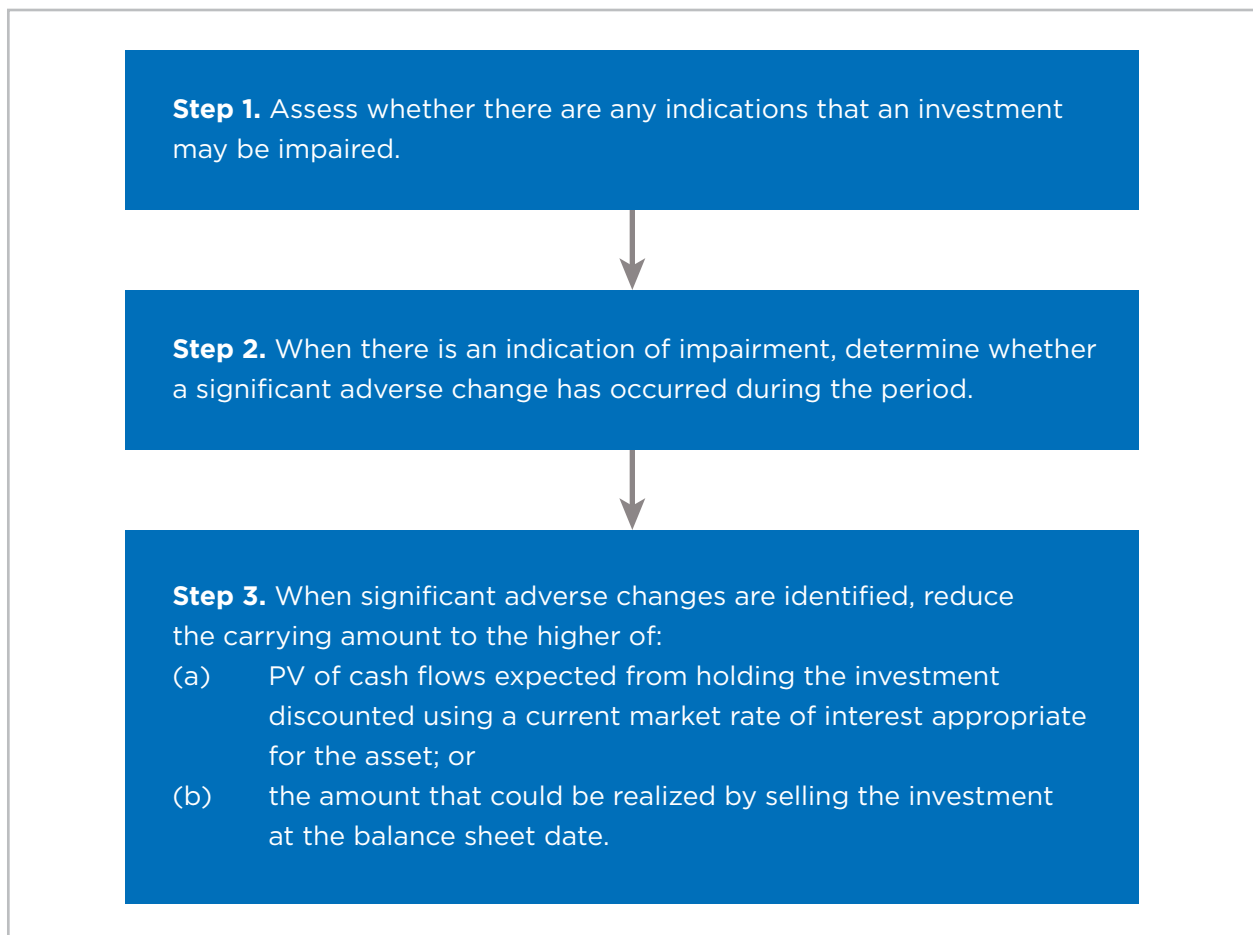 Step 1. Assess whether there are any indications that an investment
may be impaired.
Step 2. When there is an indication of impairment, determine whether
a significant adverse change has occurred during the period.
Step 3. When significant adverse changes are identified, reduce
the carrying amount to the higher of:
(a) PV of cash flows expected from holding the investment
discounted using a current market rate of interest appropriate
for the asset; or
(b) the amount that could be realized by selling the investment
at the balance sheet date.